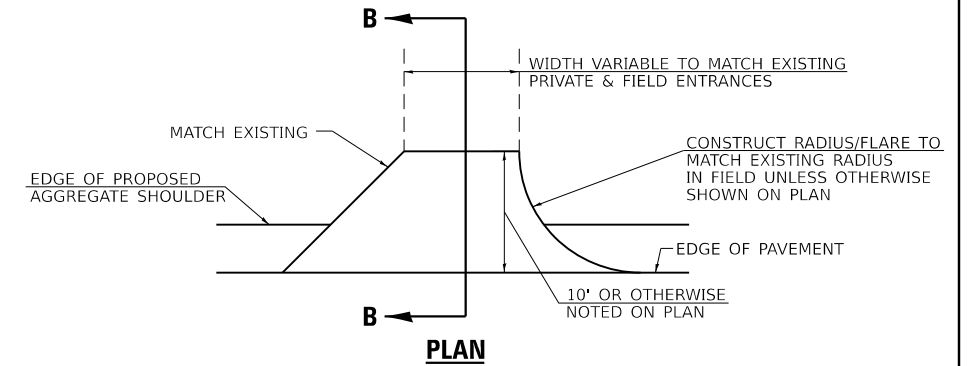 B
WIDTH VARIABLE TO MATCH EXISTING
PRIVATE & FIELD ENTRANCES
MATCH EXISTING
CONSTRUCT RADIUS/FLARE TO
MATCH EXISTING RADIUS
IN FIELD UNLESS OTHERWISE
SHOWN ON PLAN
EDGE OF PROPOSED
AGGREGATE SHOULDER
EDGE OF PAVEMENT
10' OR OTHERWISE
NOTED ON PLAN
B
PLAN